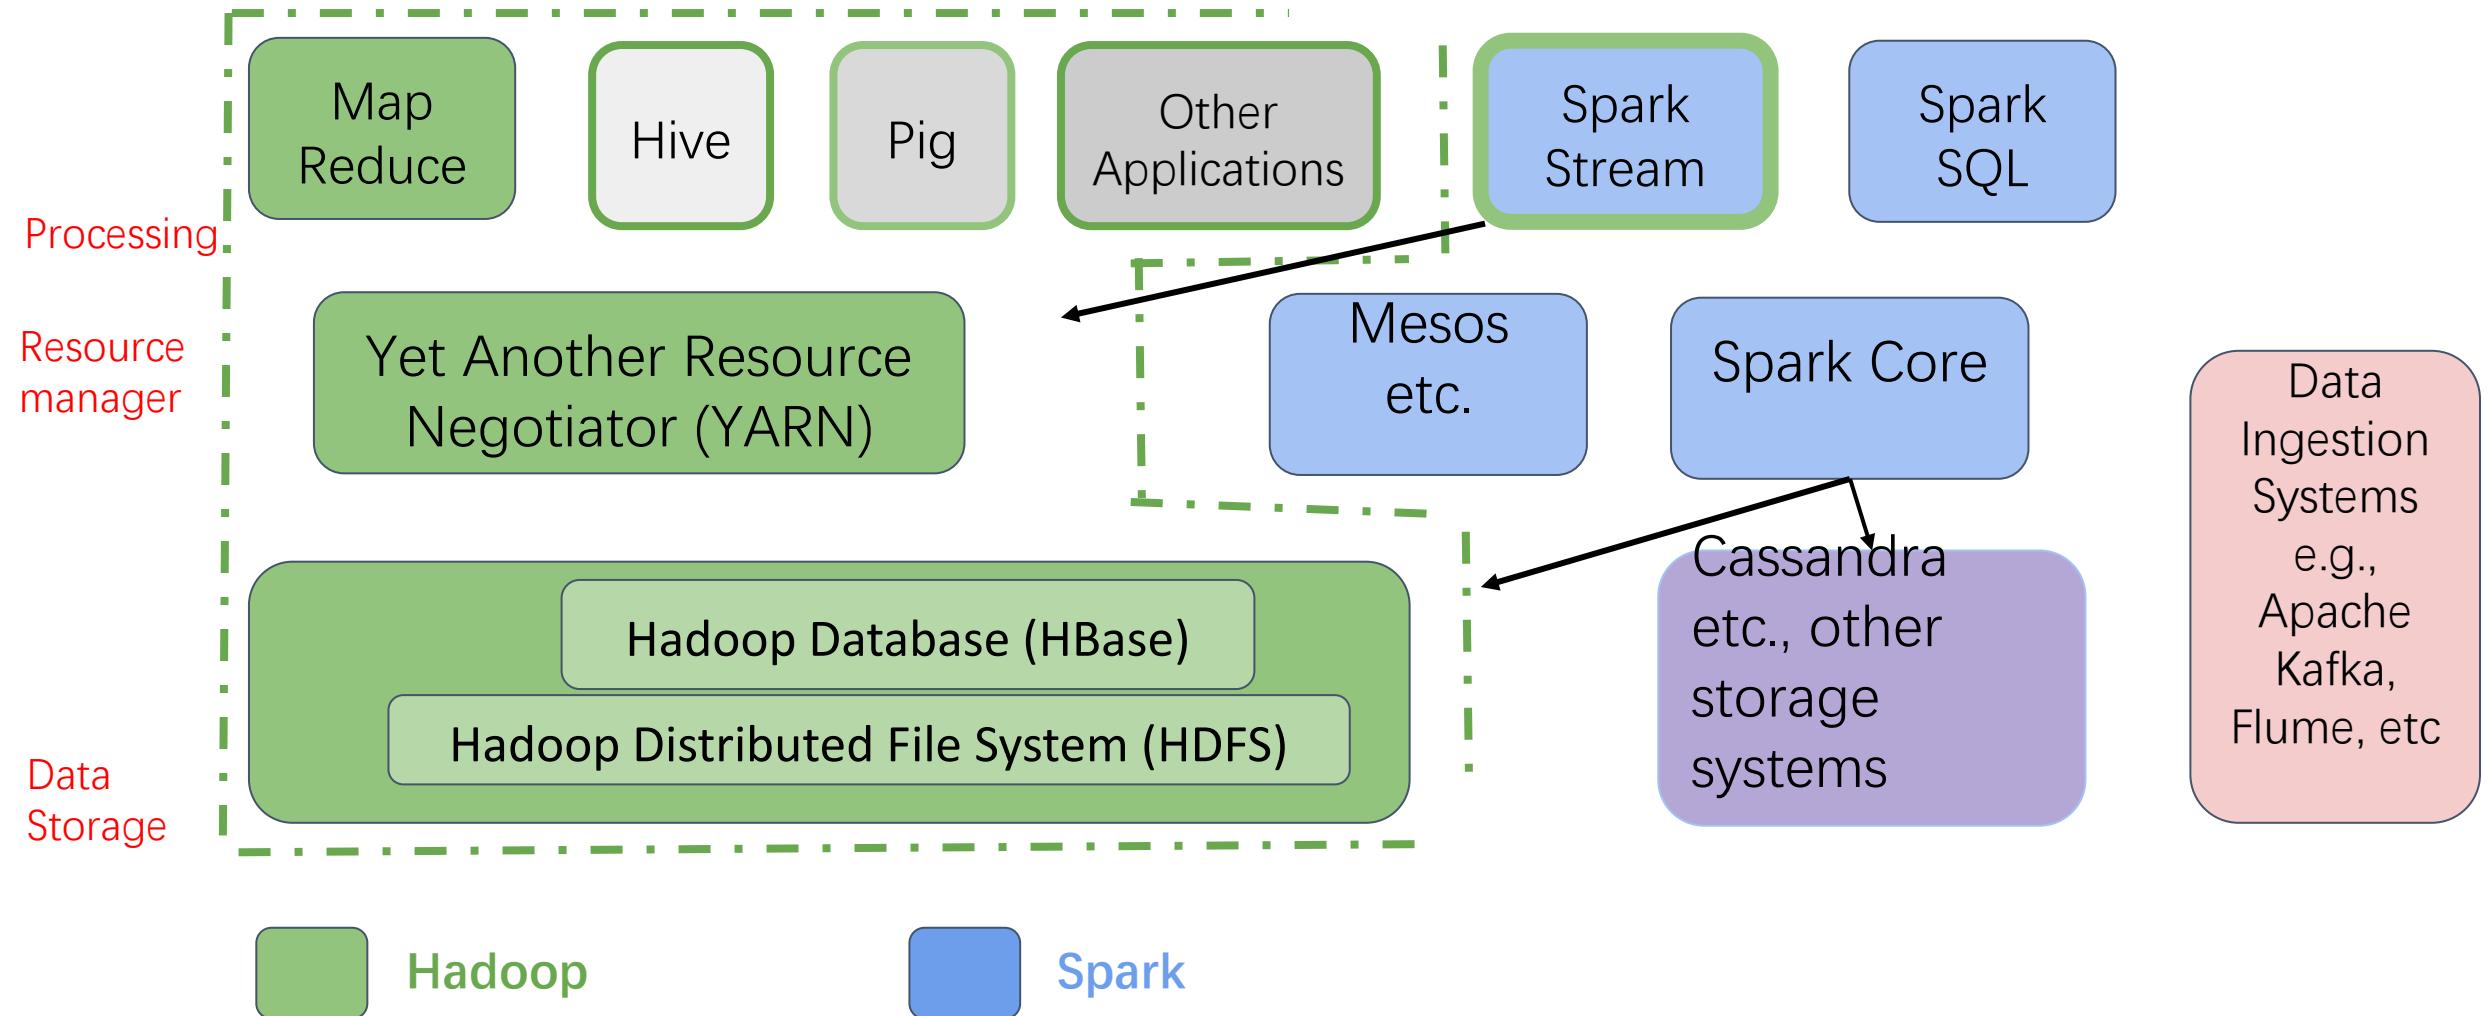 Map
Reduce
Hive
Pig
Other
Applications
Spark
Stream
Spark
SQL
Processing
Resource
manager
Yet Another Resource
Negotiator (YARN)
Mesos
etc.
Spark Core
Data
Ingestion
Systems
e.g.,
Apache
Kafka,
Flume, etc
Data
Storage
Hadoop Database (HBase)
Hadoop Distributed File System (HDFS)
Cassandra
etc., other
storage
systems
Hadoop
Spark